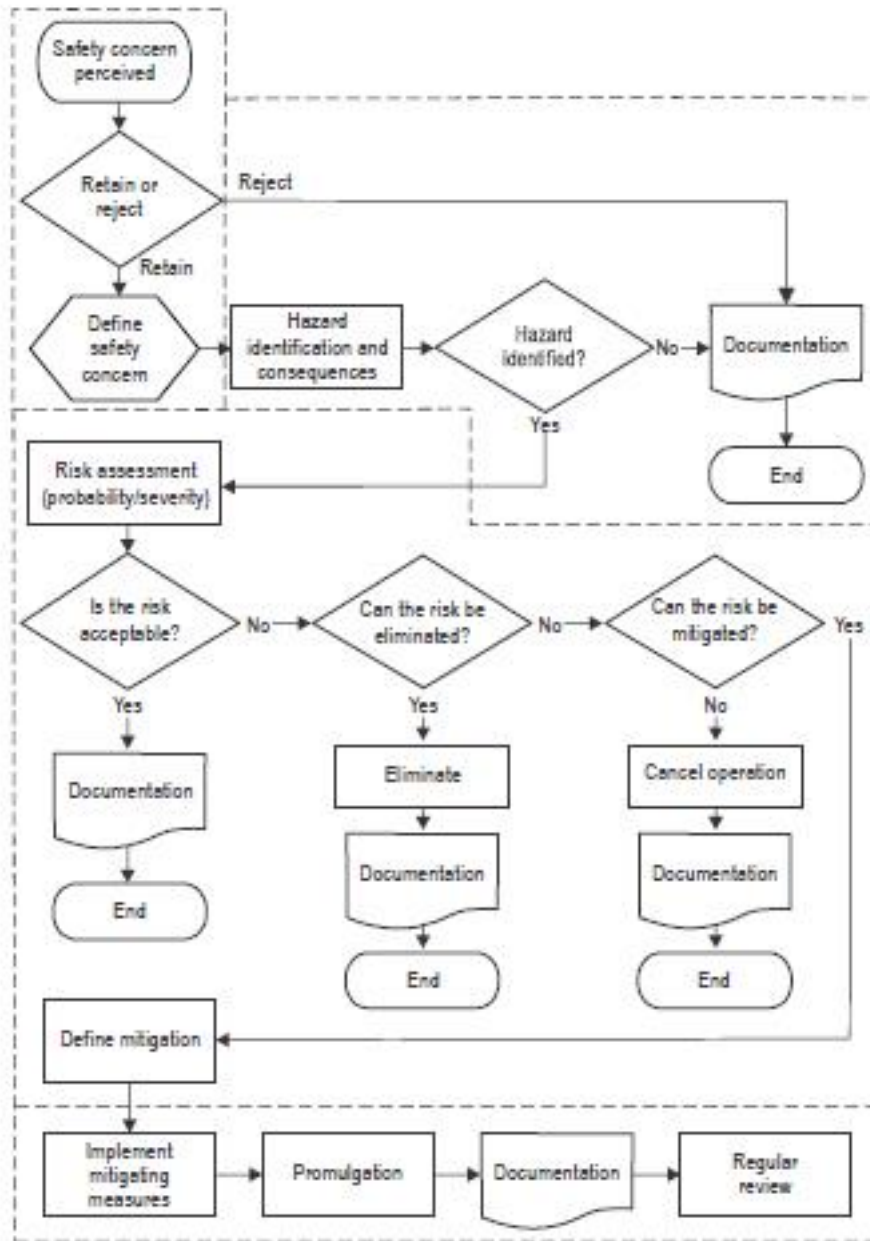 Safety concern
perceived
Retain or
reject
Reject
Retain
Define
safety
concern
Hazard
identification and
consequences
Hazard
identified?
No
Documentation
Yes
End
Risk assessment
(probability/severity)
Is the risk
acceptable?
No
Can the risk be
eliminated?
No
Can the risk be
mitigated?
Yes
Yes
Yes
No
Documentation
Eliminate
Cancel operation
End
Documentation
Documentation
End
End
Define mitigation
Implement
mitigating
measures
Promulgation
Documentation
Regular
review